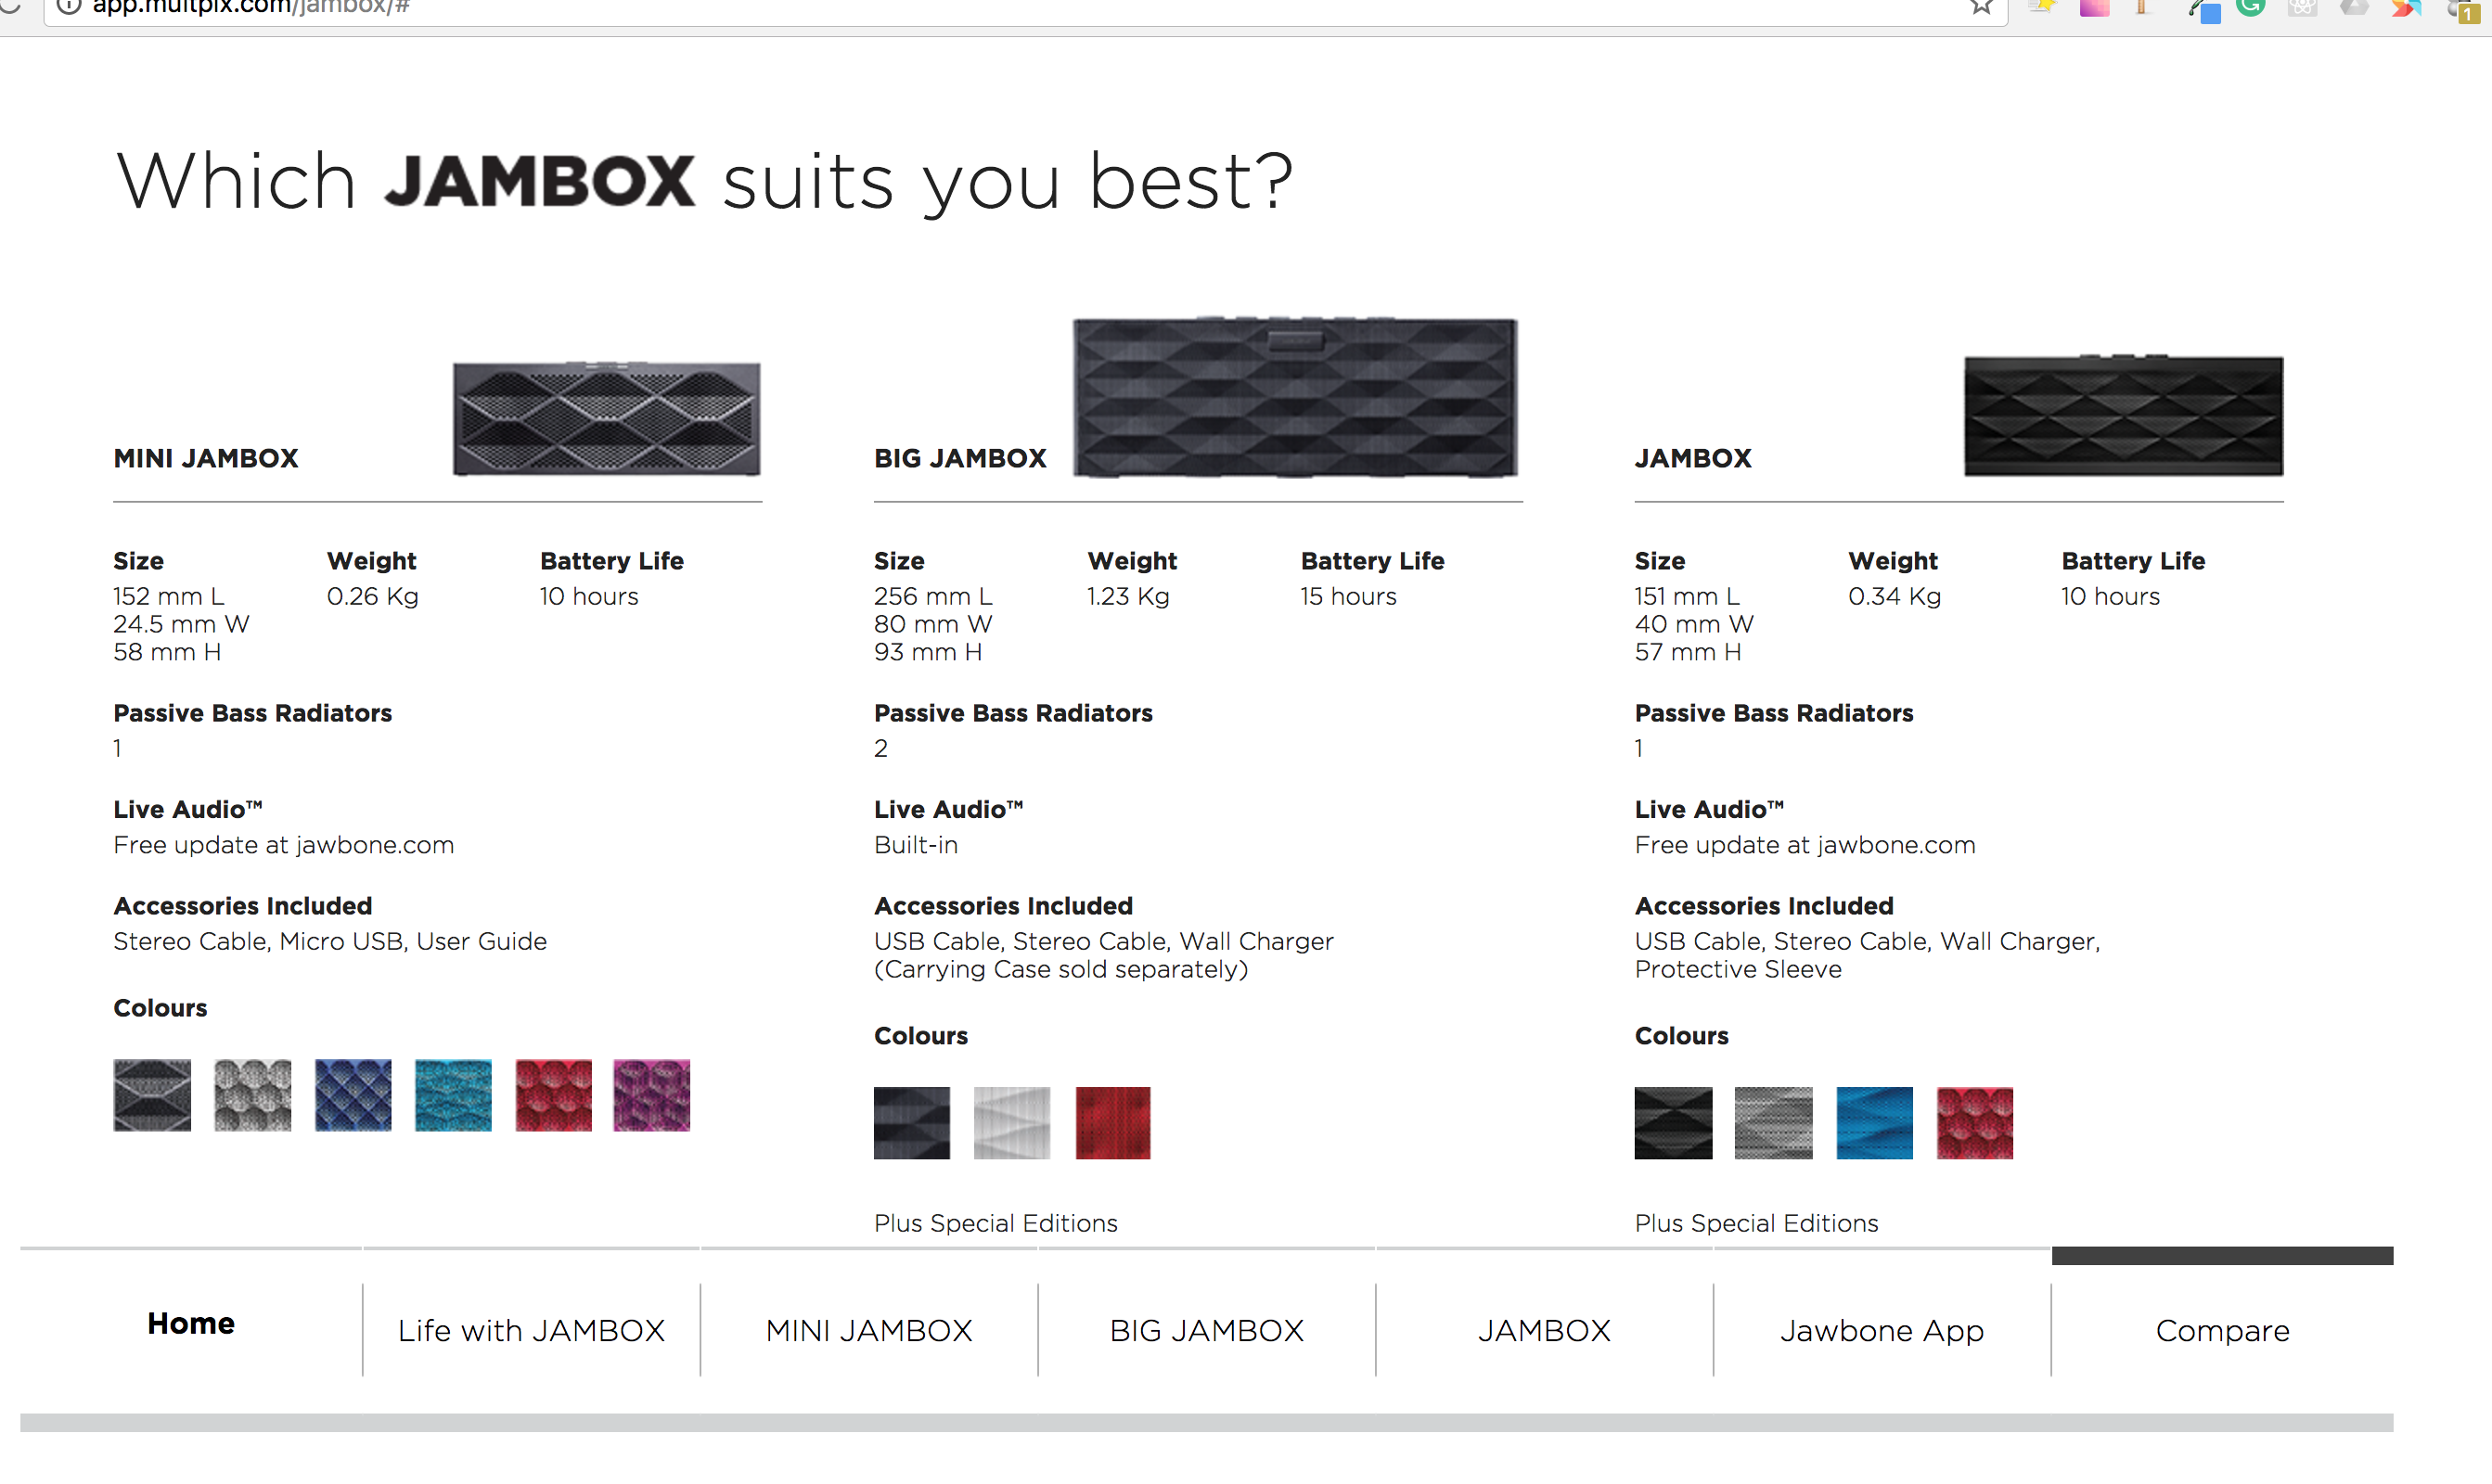 app.multpix.com/jambox/#
1
Which JAMBOX suits you best?
MINI JAMBOX
Size
152 mm L
24.5 mm W
58 mm H
Weight
0.26 Kg
Battery Life
10 hours
Passive Bass Radiators
1
Live Audio™
Free update at jawbone.com
Accessories Included
Stereo Cable, Micro USB, User Guide
Colours
BIG JAMBOX
Size
256 mm L
80 mm W
93 mm H
Weight
1.23 Kg
Battery Life
15 hours
Passive Bass Radiators
2
Live Audio™
Built-in
Accessories Included
USB Cable, Stereo Cable, Wall Charger
(Carrying Case sold separately)
Colours
Plus Special Editions
JAMBOX
Size
151 mm L
40 mm W
57 mm H
Weight
0.34 Kg
Battery Life
10 hours
Passive Bass Radiators
1
Live Audio™
Free update at jawbone.com
Accessories Included
USB Cable, Stereo Cable, Wall Charger,
Protective Sleeve
Colours
Plus Special Editions
Home
Life with JAMBOX
MINI JAMBOX
BIG JAMBOX
JAMBOX
Jawbone App
Compare